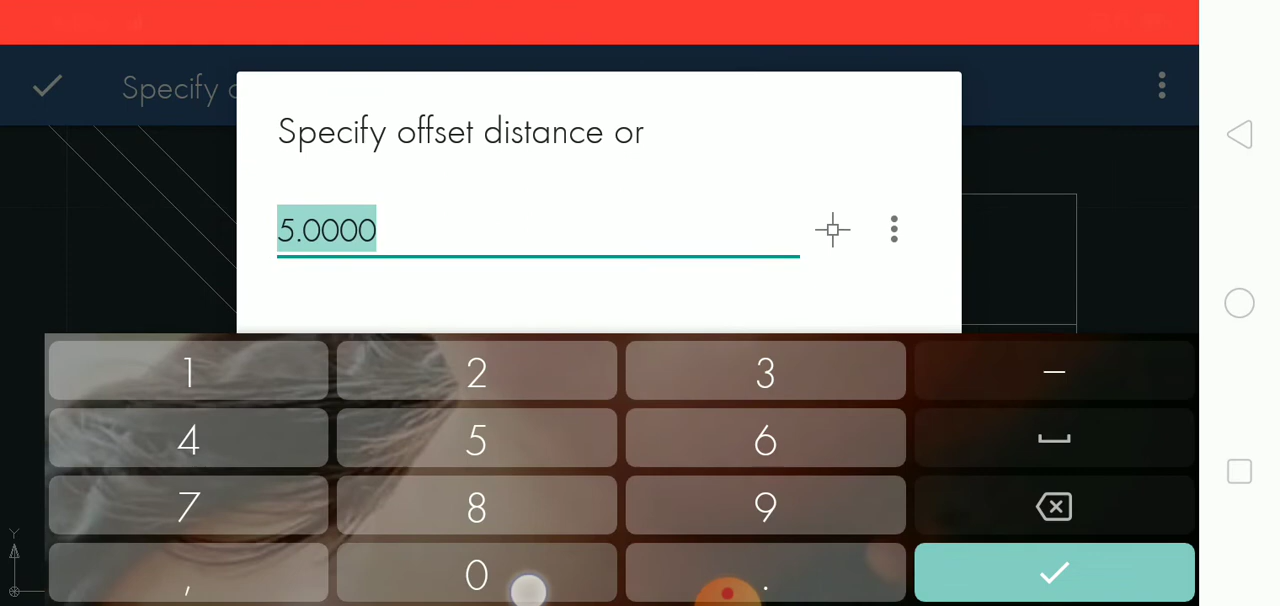 Specify o
Specify offset distance or
5.0000
1 2 3 –
4 5 6
7 8 9
, 0 .
Y